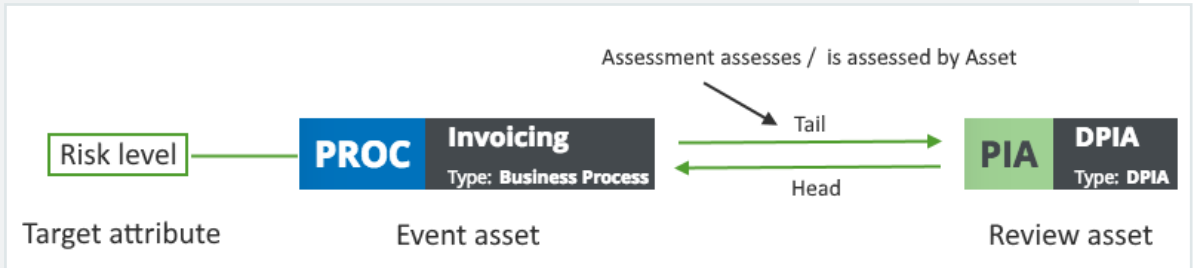 Assessment assesses / is assessed by Asset
Tail
Risk level
PROC
Invoicing
Type: Business Process
PIA
DPIA
Type: DPIA
Head
Target attribute
Event asset
Review asset